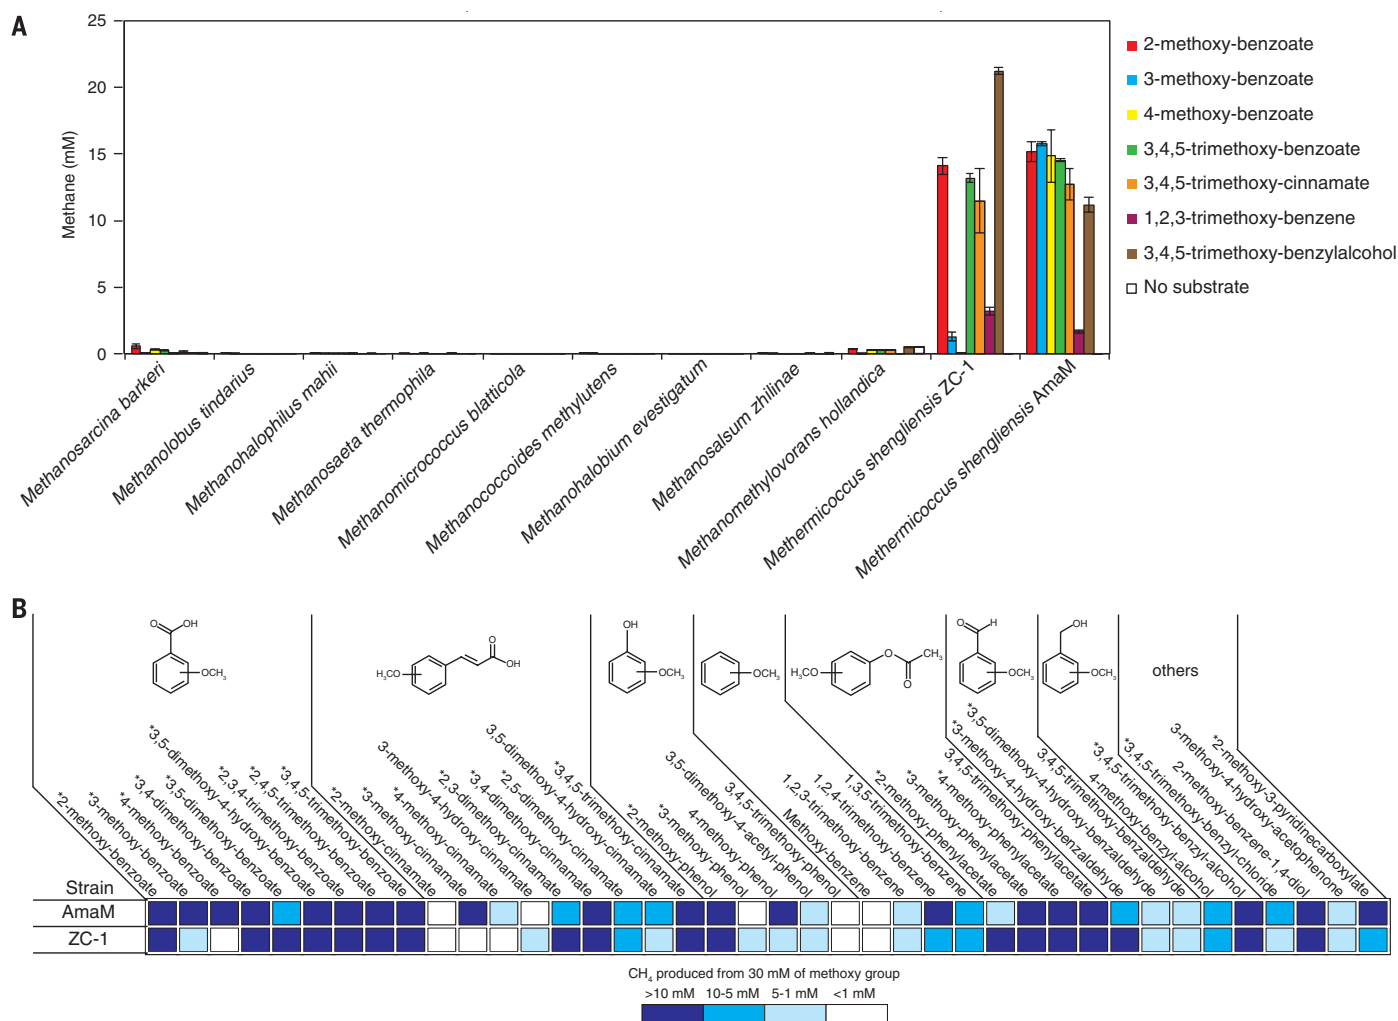 A
25
20
15
10
5
0
Methane (mM)
2-methoxy-benzoate
3-methoxy-benzoate
4-methoxy-benzoate
3,4,5-trimethoxy-benzoate
3,4,5-trimethoxy-cinnamate
1,2,3-trimethoxy-benzene
3,4,5-trimethoxy-benzylalcohol
No substrate
Methanosarcina barkeri
Methanolobus tindarius
Methanohalophilus mahii
Methanosaeta thermophila
Methanomicrococcus blatticola
Methanococcoides methylutens
Methanohalobium evestigatum
Methanosalsum zhilinae
Methanomethylovorans hollandica
Methermicoccus shengliensis ZC-1
Methermicoccus shengliensis AmaM
B
O
OH
OCH₃
H₃CO
O
OH
OH
OCH₃
OCH₃
H₃CO
O
CH₃
O
O
H
OCH₃
OH
OCH₃
others
*2-methoxy-benzoate
*3-methoxy-benzoate
*4-methoxy-benzoate
*3,4-dimethoxy-benzoate
*3,5-dimethoxy-benzoate
*3,5-dimethoxy-4-hydroxy-benzoate
*2,3,4-trimethoxy-benzoate
*2,4,5-trimethoxy-benzoate
*3,4,5-trimethoxy-benzoate
*2-methoxy-cinnamate
*3-methoxy-cinnamate
*4-methoxy-cinnamate
3-methoxy-4-hydroxy-cinnamate
*2,3-dimethoxy-cinnamate
*3,4-dimethoxy-cinnamate
*2,5-dimethoxy-cinnamate
3,5-dimethoxy-4-hydroxy-cinnamate
*3,4,5-trimethoxy-cinnamate
*2-methoxy-phenol
*3-methoxy-phenol
4-methoxy-phenol
3,5-dimethoxy-4-acetyl-phenol
3,4,5-trimethoxy-phenol
Methoxy-benzene
1,2,3-trimethoxy-benzene
1,2,4-trimethoxy-benzene
1,3,5-trimethoxy-benzene
*2-methoxy-phenylacetate
*3-methoxy-phenylacetate
*4-methoxy-phenylacetate
3,4,5-trimethoxy-phenylacetate
*3-methoxy-4-hydroxy-benzaldehyde
*3,5-dimethoxy-4-hydroxy-benzaldehyde
3,4,5-trimethoxy-benzaldehyde
4-methoxy-benzyl-alcohol
*3,4,5-trimethoxy-benzyl-alcohol
*3,4,5-trimethoxy-benzyl-chloride
2-methoxy-benzene-1,4-diol
3-methoxy-4-hydroxy-acetophenone
*2-methoxy-3-pyridinecarboxylate
Strain
AmaM
ZC-1
CH₄ produced from 30 mM of methoxy group
>10 mM 10-5 mM 5-1 mM <1 mM